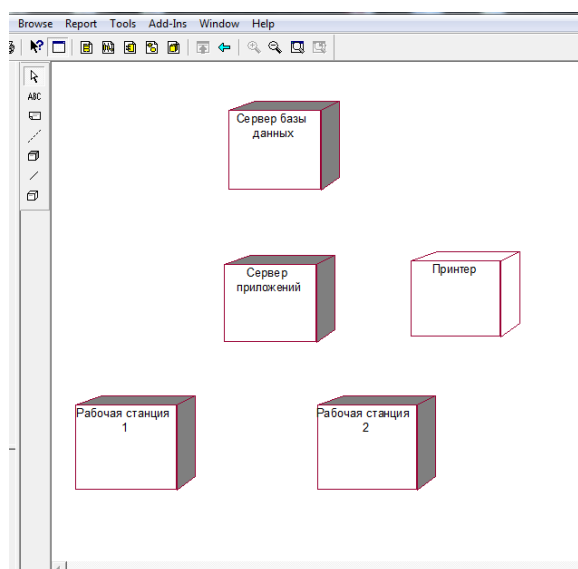 Browse Report Tools Add-Ins Window Help
ABC
Сервер базы
данных
Сервер
приложений
Принтер
Рабочая станция
1
Рабочая станция
2